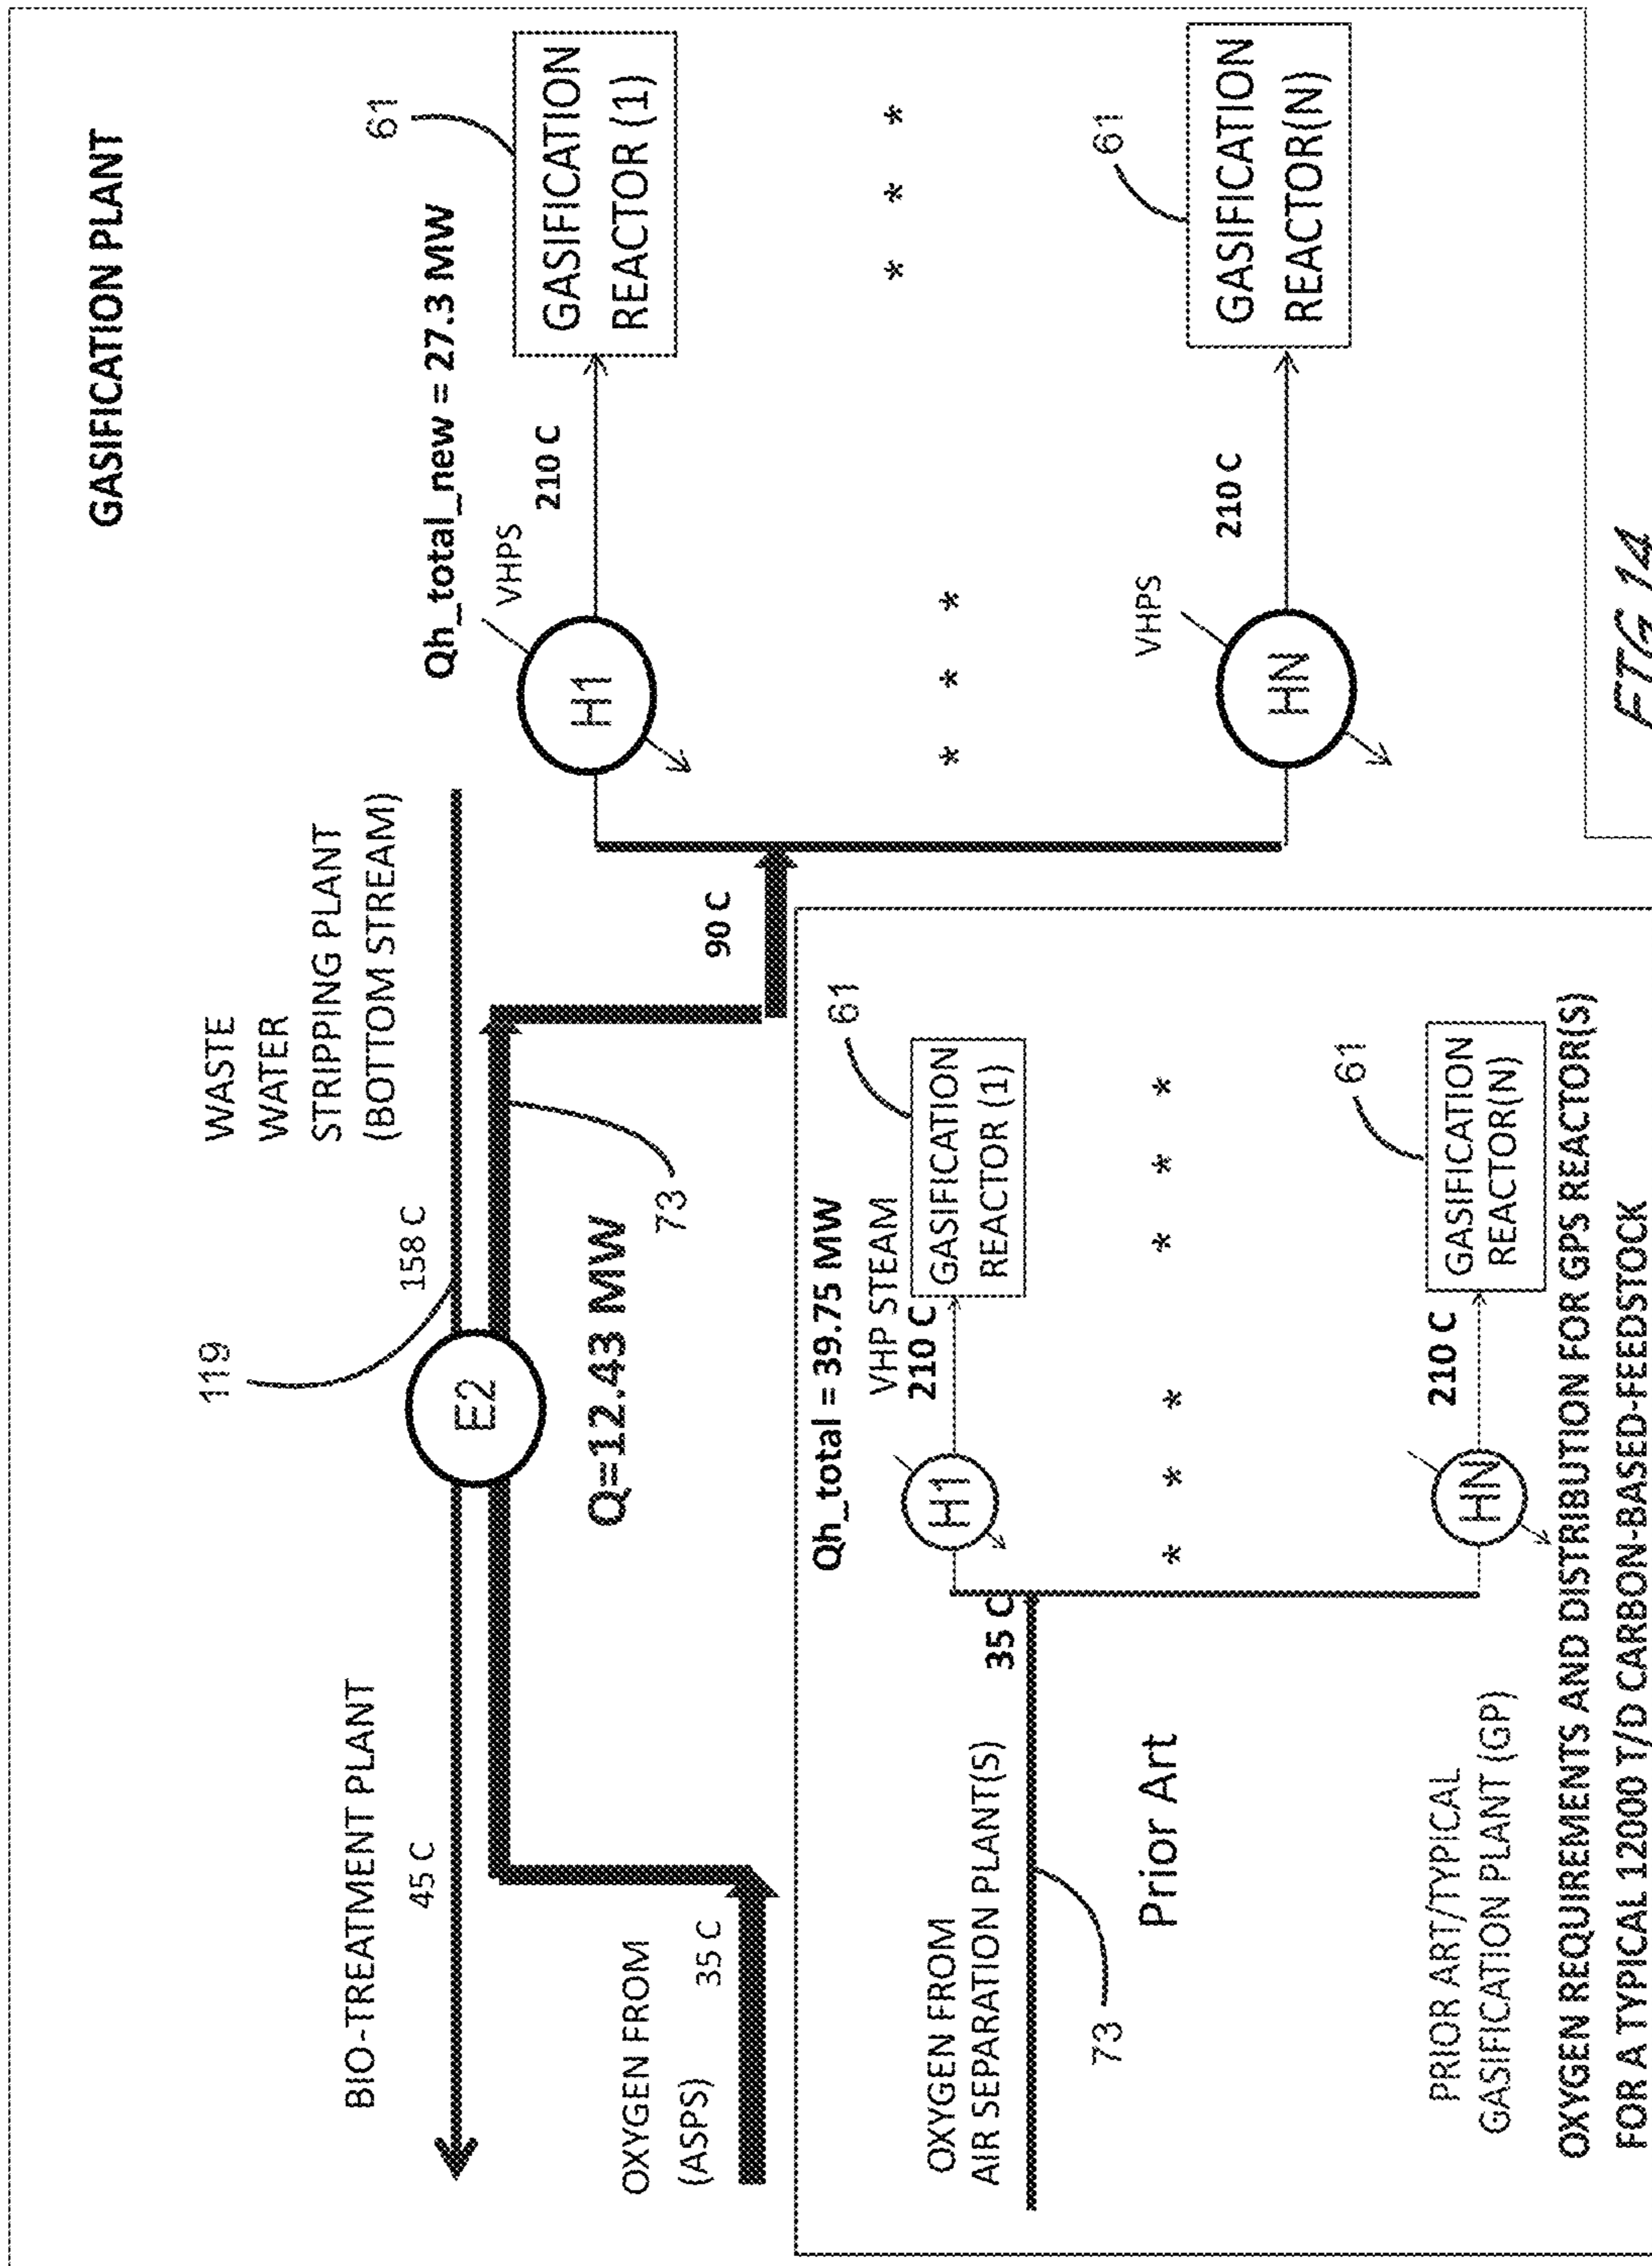 GASIFICATION PLANT
WASTE
WATER
STRIPPING PLANT
(BOTTOM STREAM)
119
158 C
BIO-TREATMENT PLANT
45 C
E2
Q=12.43 MW
73
OXYGEN FROM
(ASPS)
35 C
90 C
Qh_total_new = 27.3 MW
VHPS
H1
210 C
61
GASIFICATION
REACTOR (1)
* * *
* * *
VHPS
HN
210 C
61
GASIFICATION
REACTOR(N)
Qh_total = 39.75 MW
VHP STEAM
210 C
H1
61
GASIFICATION
REACTOR (1)
OXYGEN FROM
AIR SEPARATION PLANT(S)
35 C
73
Prior Art
* * *
* * *
HN
210 C
61
GASIFICATION
REACTOR(N)
PRIOR ART/TYPICAL
GASIFICATION PLANT (GP)
OXYGEN REQUIREMENTS AND DISTRIBUTION FOR GPS REACTOR(S)
FOR A TYPICAL 12000 T/D CARBON-BASED-FEEDSTOCK
FIG 14